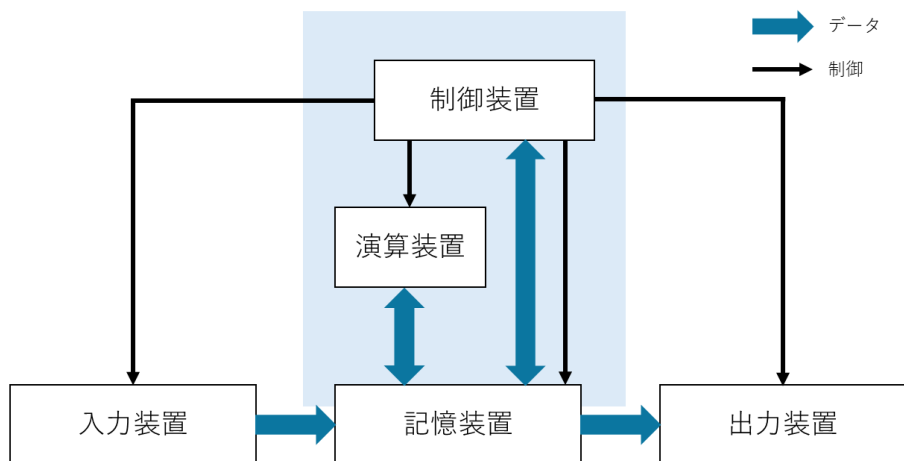 データ
制御
制御装置
演算装置
入力装置
記憶装置
出力装置